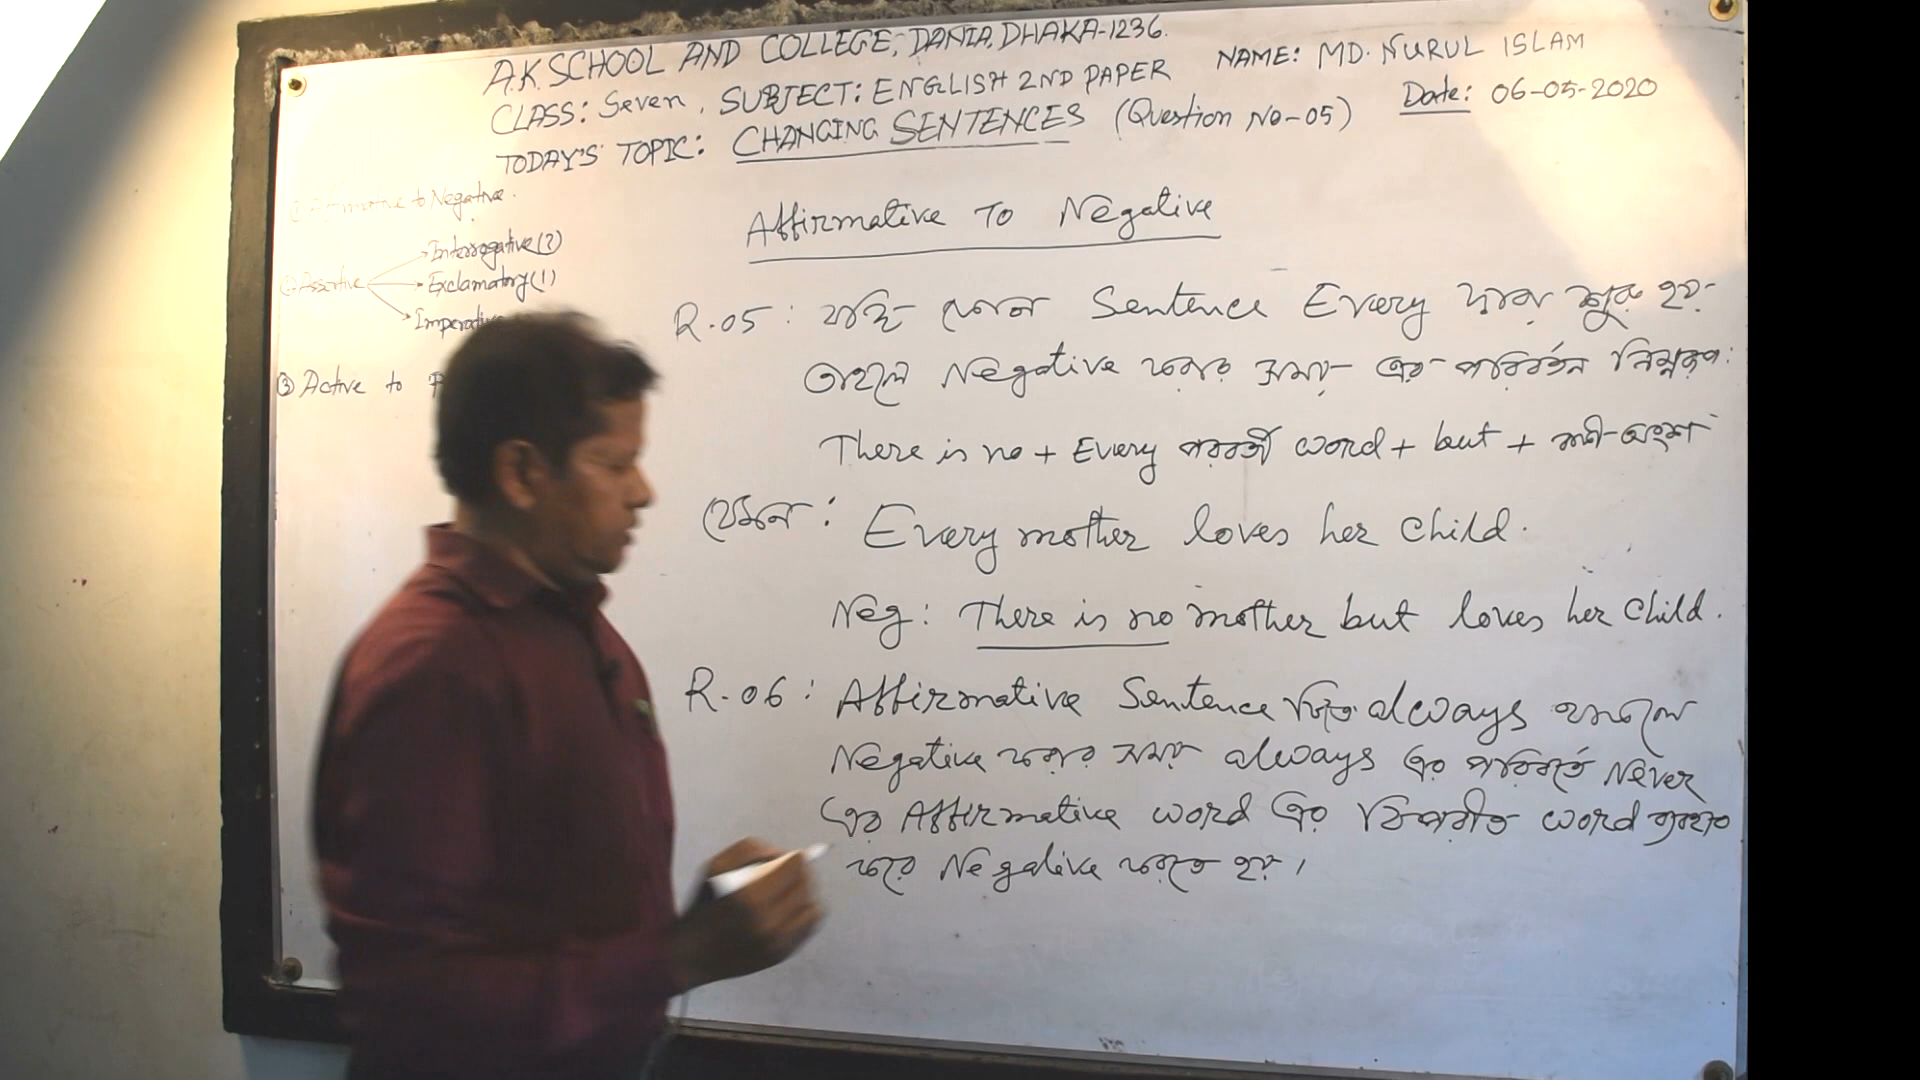 A.K SCHOOL AND COLLEGE, DANIA, DHAKA-1236.
NAME: MD. NURUL ISLAM
CLASS: Seven, SUBJECT: ENGLISH 2ND PAPER
Date: 06-05-2020
TODAY'S TOPIC: CHANGING SENTENCES (Question No-05)
① Affirmative to Negative.
② Assertive
Interrogative(?)
Exclamatory(!)
Imperative
③ Active to P
Affirmative To Negative
R.05: যদি কোন Sentence Every দ্বারা শুরু হয়-
তাহলে Negative করার সময়- এর- পরিবর্তন নিম্নরূপ:
There is no + Every পরবর্তী word + but + বাকী-অংশ
যেমন: Every mother loves her child.
Neg: There is no mother but loves her child.
R.06: Affirmative Sentence যদিতে always থাকলে
Negative করার সময় always এর পরিবর্তে Never
এর Affirmative word এর বিপরীত word ব্যবহার
করে Negative করতে হয়।